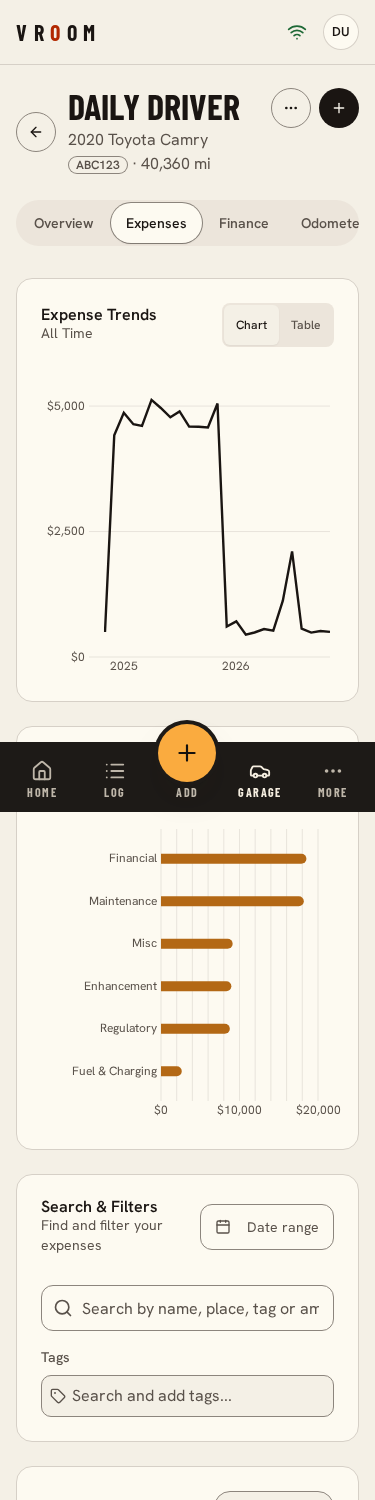 VROOM
DU
DAILY DRIVER
2020 Toyota Camry
ABC123 · 40,360 mi
Overview Expenses Finance Odomete
Expense Trends
All Time
Chart Table
$5,000
$2,500
$0
2025 2026
HOME LOG ADD GARAGE MORE
Financial
Maintenance
Misc
Enhancement
Regulatory
Fuel & Charging
$0 $10,000 $20,000
Search & Filters
Find and filter your
expenses
Date range
Search by name, place, tag or am
Tags
Search and add tags...